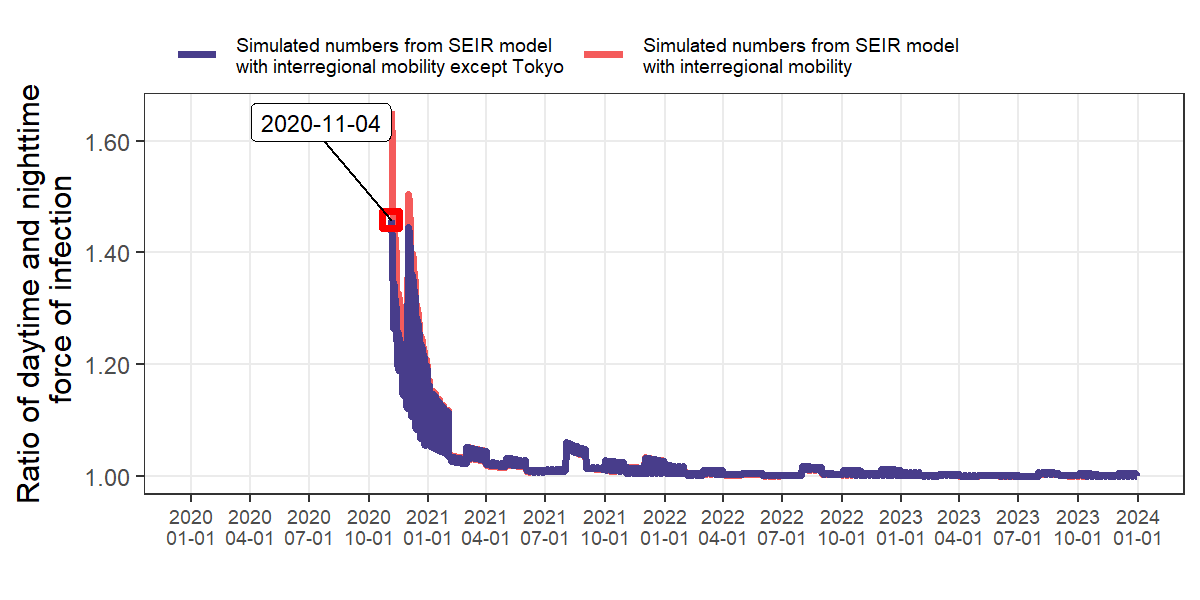 Simulated numbers from SEIR model
with interregional mobility except Tokyo
Simulated numbers from SEIR model
with interregional mobility
Ratio of daytime and nighttime
force of infection
2020-11-04
1.60
1.40
1.20
1.00
2020 2020 2020 2020 2021 2021 2021 2021 2022 2022 2022 2022 2023 2023 2023 2023 2024
01-01 04-01 07-01 10-01 01-01 04-01 07-01 10-01 01-01 04-01 07-01 10-01 01-01 04-01 07-01 10-01 01-01